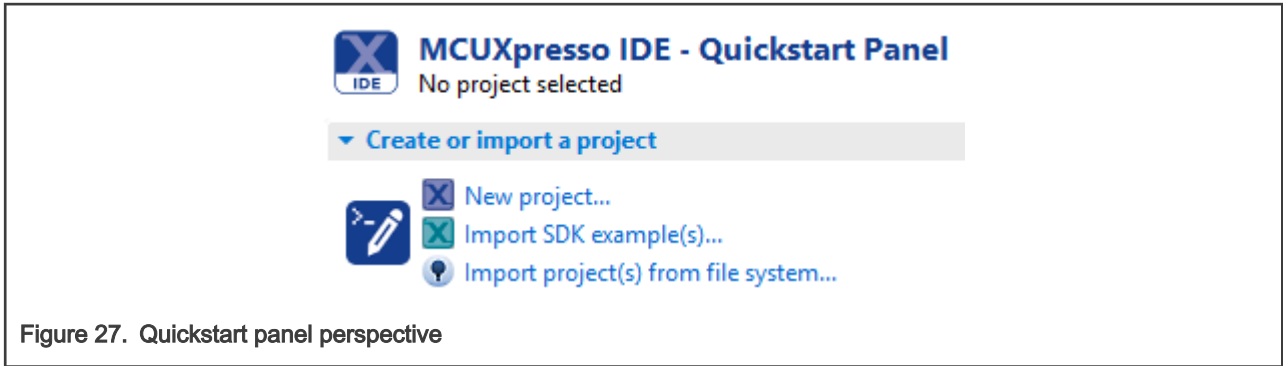 MCUXpresso IDE - Quickstart Panel
IDE
No project selected
Create or import a project
New project...
>_
Import SDK example(s)...
Import project(s) from file system...
Figure 27. Quickstart panel perspective